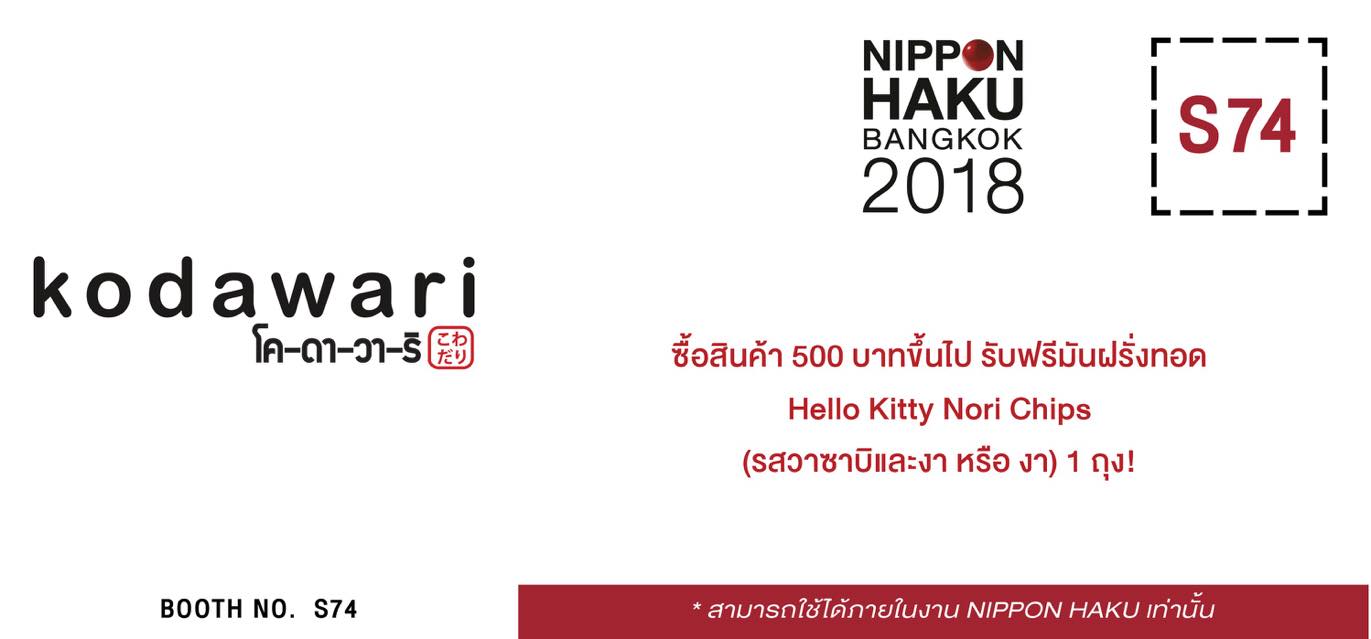 NIPPON
HAKU
BANGKOK
2018
S74
kodawari
โค-ดา-วา-ริ
こわ
だり
ซื้อสินค้า 500 บาทขึ้นไป รับฟรีมันฝรั่งทอด
Hello Kitty Nori Chips
(รสวาซาบิและงา หรือ งา) 1 ถุง!
BOOTH NO. S74
* สามารถใช้ได้ภายในงาน NIPPON HAKU เท่านั้น